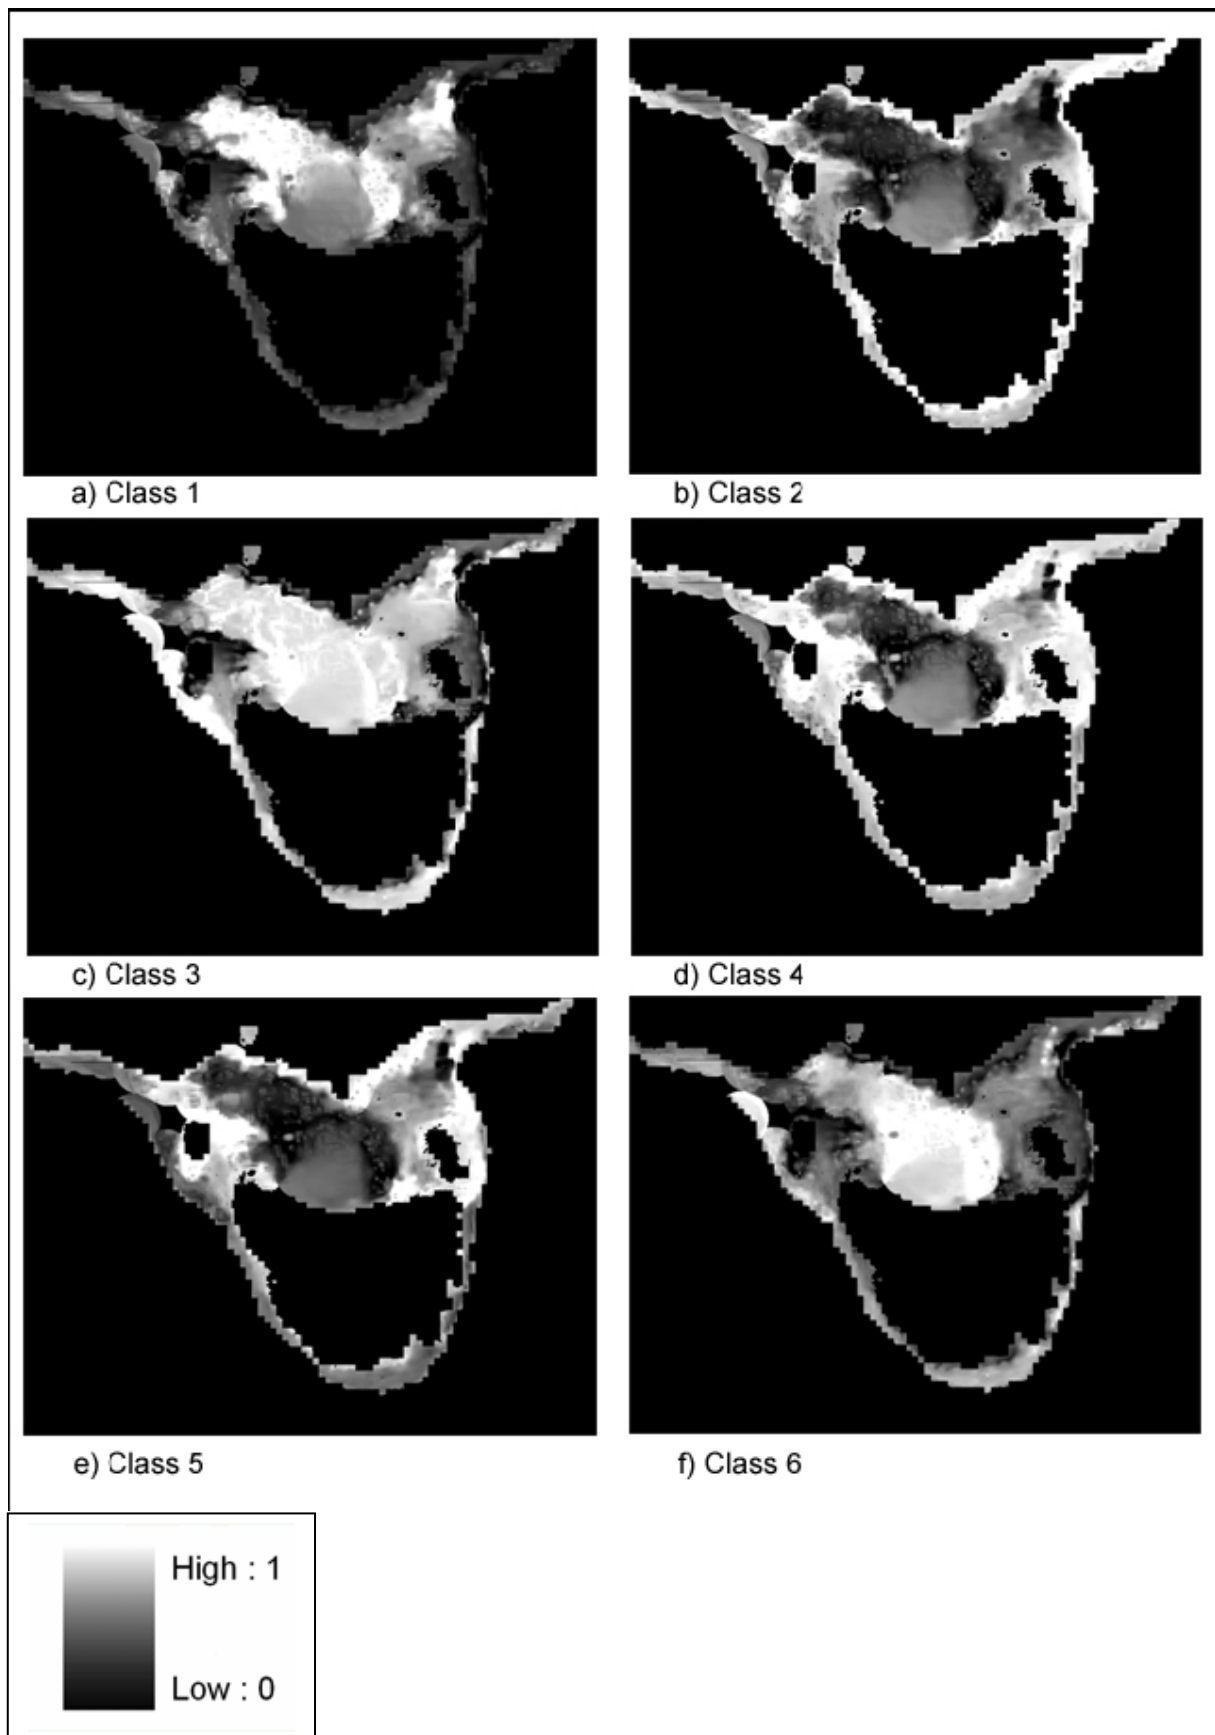 a) Class 1
b) Class 2
c) Class 3
d) Class 4
e) Class 5
f) Class 6
High : 1
Low : 0